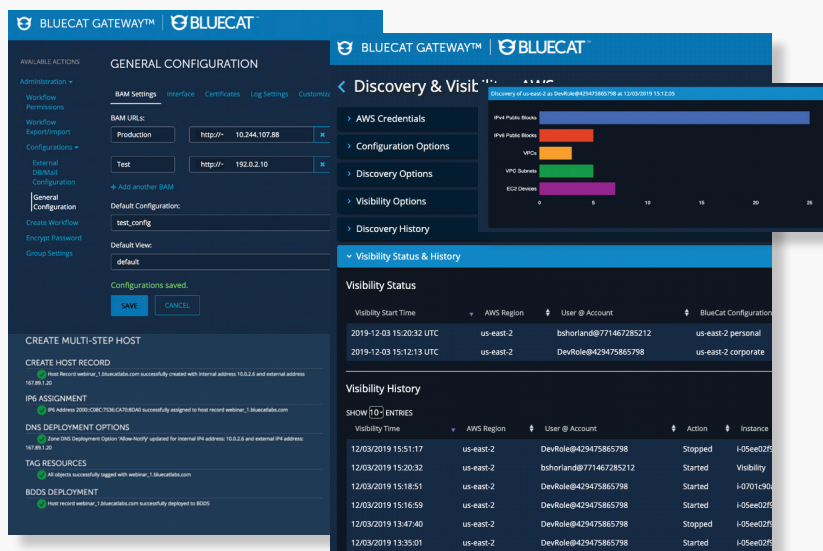 BLUECAT GATEWAY™ | BLUECAT™
AVAILABLE ACTIONS
Administration
Workflow
Permissions
Workflow
Export/Import
Configurations
External
DB/Mail
Configuration
General
Configuration
Create Workflow
Encrypt Password
Group Settings
GENERAL CONFIGURATION
BAM Settings Interface Certificates Log Settings
BAM URLs:
Production http:// 10.244.107.88 ×
Test http:// 192.0.2.10 ×
+ Add another BAM
Default Configuration:
test_config
Default View:
default
Configurations saved.
SAVE CANCEL
CREATE MULTI-STEP HOST
CREATE HOST RECORD
Host Record webinar_1.bluecatlabs.com successfully created with internal address 10.0.2.6 and external address
167.89.1.20
IP6 ASSIGNMENT
IP6 Address 2000::C08C:7536:CA70:8DA0 successfully assigned to host record webinar_1.bluecatlabs.com
DNS DEPLOYMENT OPTIONS
Zone DNS Deployment Option 'Allow-Notify' updated for internal IP4 address: 10.0.2.6 and external IP4 address:
167.89.1.20
TAG RESOURCES
All objects successfully tagged with webinar_1.bluecatlabs.com
BDDS DEPLOYMENT
Host record webinar_1.bluecatlabs.com successfully deployed to BDDS
BLUECAT GATEWAY™ | BLUECAT™
Discovery &
AWS Credentials
Configuration Options
Discovery Options
Visibility Options
Discovery History
Visibility Status & History
Visibility Status
Visibility Start Time AWS Region User @ Account BlueCat Configuration
2019-12-03 15:20:32 UTC us-east-2 bshorland@771467285212 us-east-2 personal
2019-12-03 15:12:13 UTC us-east-2 DevRole@429475865798 us-east-2 corporate
Visibility History
SHOW 10 ENTRIES
Visibility Time AWS Region User @ Account Action Instance
12/03/2019 15:51:17 us-east-2 DevRole@429475865798 Stopped i-05ee02f9
12/03/2019 15:20:32 us-east-2 bshorland@771467285212 Started Visibility
12/03/2019 15:18:51 us-east-2 DevRole@429475865798 Started i-0701c90a
12/03/2019 15:16:59 us-east-2 DevRole@429475865798 Started i-05ee02f9
12/03/2019 13:47:40 us-east-2 DevRole@429475865798 Stopped i-05ee02f9
12/03/2019 13:35:01 us-east-2 DevRole@429475865798 Started i-05ee02f9
Discovery of us-east-2 as DevRole@429475865798 at 12/03/2019 15:12:05
IPv4 Public Blocks
IPv6 Public Blocks
VPCs
VPC Subnets
EC2 Devices
0 5 10 15 20 25